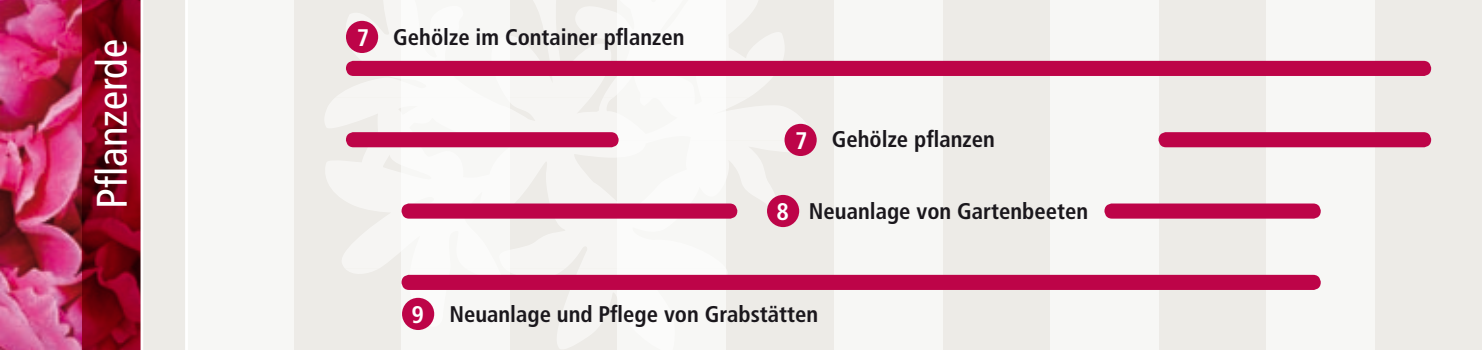 Pflanzerde
7 Gehölze im Container pflanzen
7 Gehölze pflanzen
8 Neuanlage von Gartenbeeten
9 Neuanlage und Pflege von Grabstätten